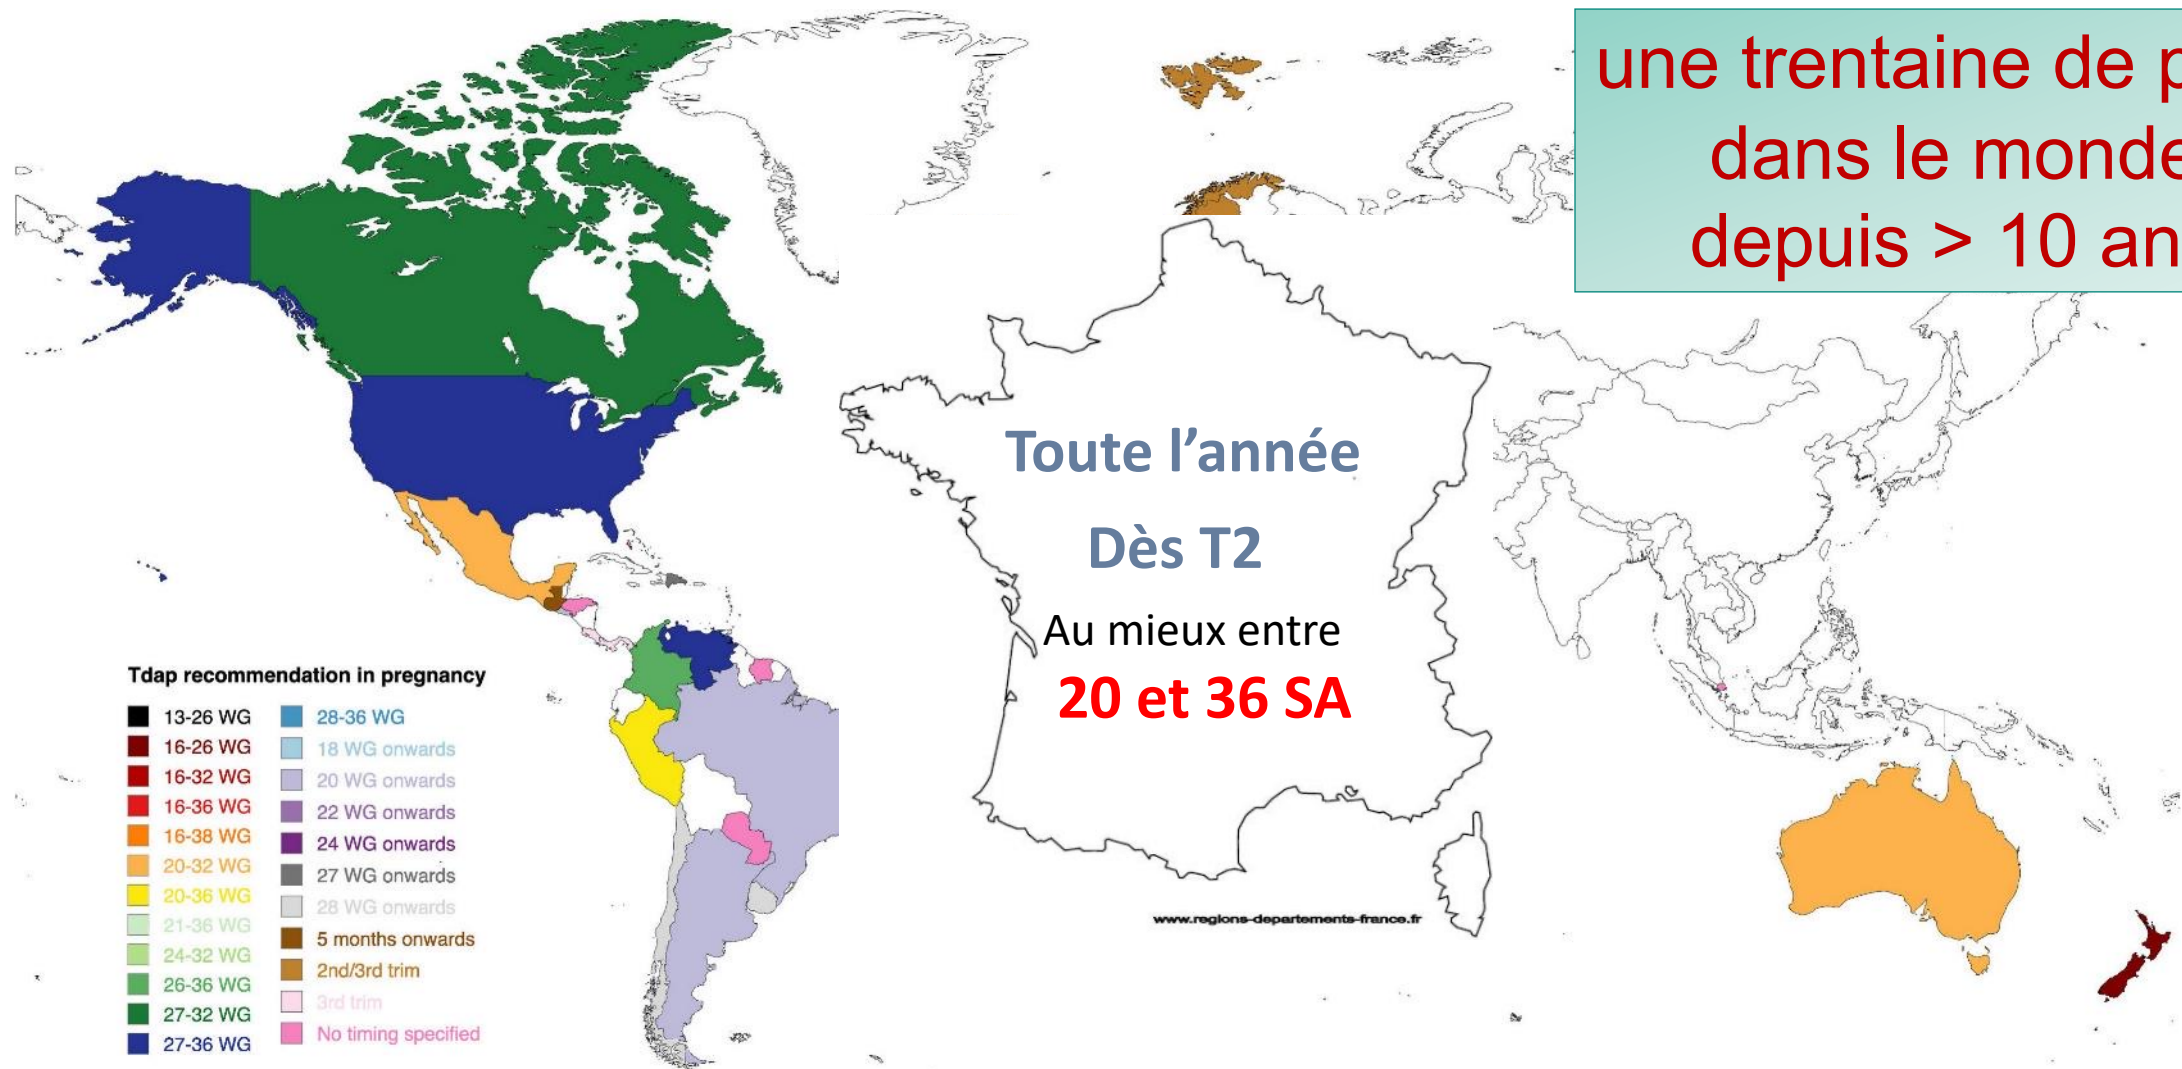 une trentaine de
dans le monde
depuis > 10 an
Toute l'année
Dès T2
Au mieux entre
20 et 36 SA
www.regions-departements-france.fr
Tdap recommendation in pregnancy
13-26 WG
16-26 WG
16-32 WG
16-36 WG
16-38 WG
20-32 WG
20-36 WG
21-36 WG
24-32 WG
26-36 WG
27-32 WG
27-36 WG
28-36 WG
18 WG onwards
20 WG onwards
22 WG onwards
24 WG onwards
27 WG onwards
28 WG onwards
5 months onwards
2nd/3rd trim
3rd trim
No timing specified